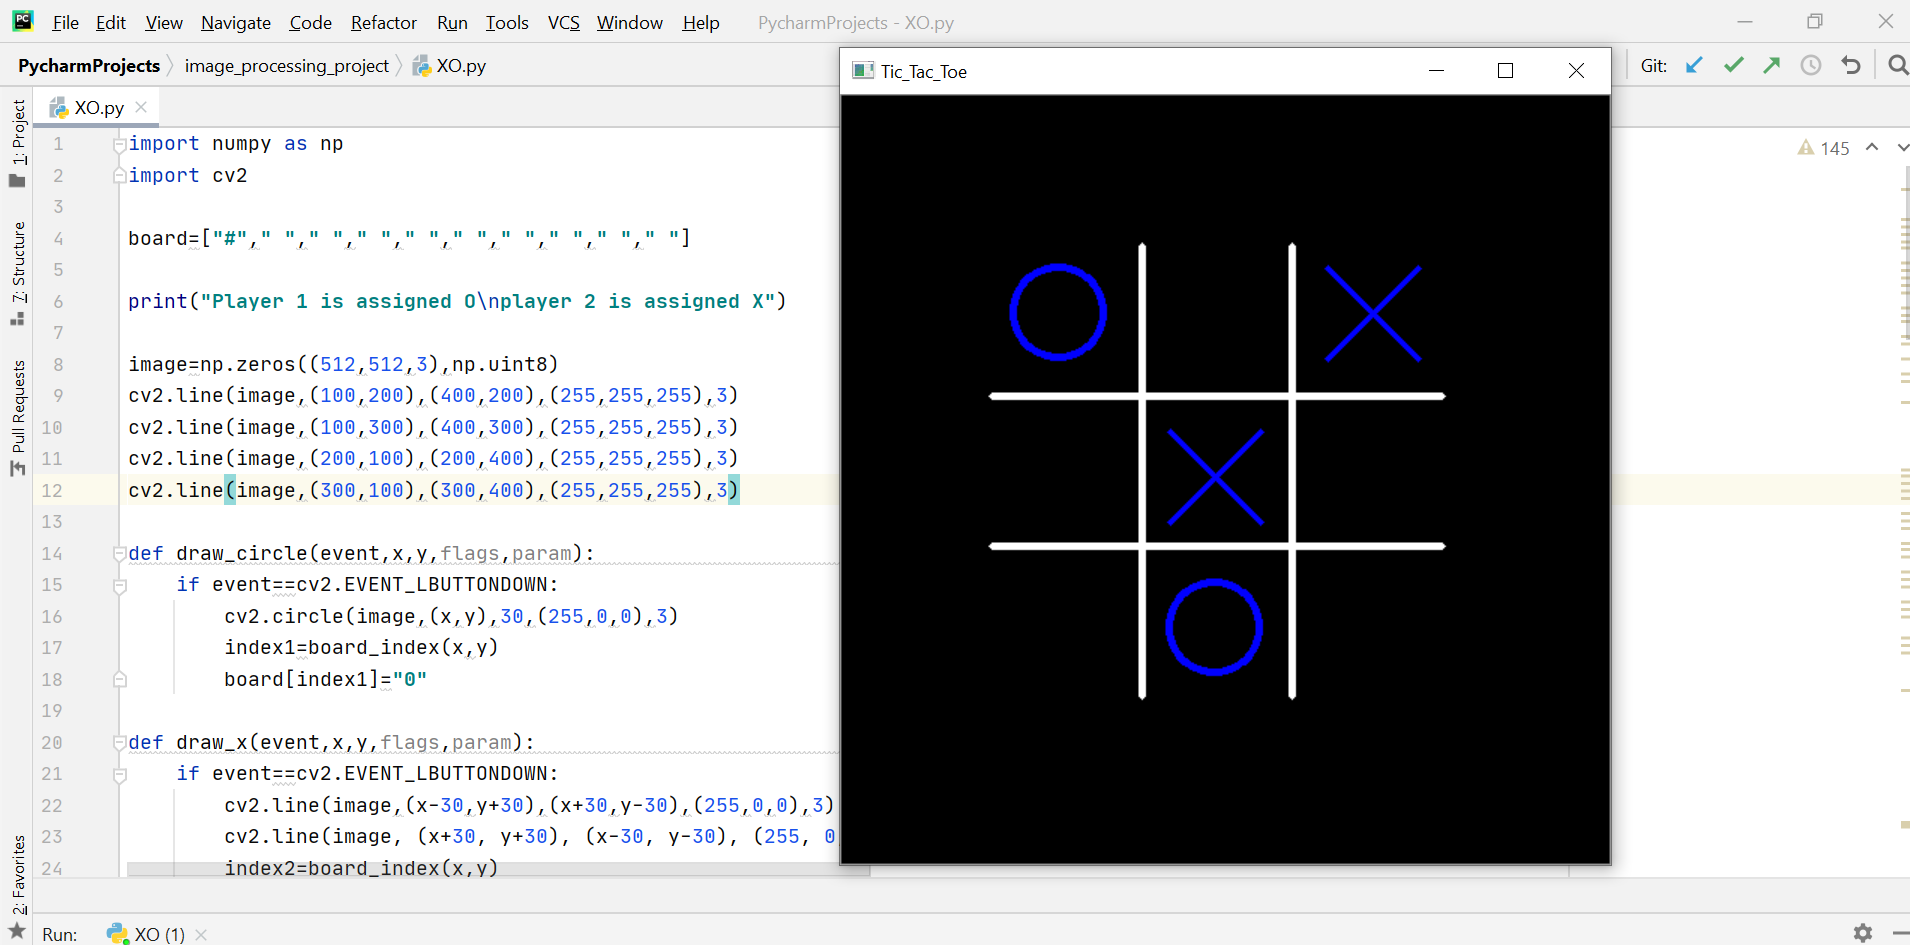 File Edit View Navigate Code Refactor Run Tools VCS Window Help PycharmProjects - XO.py
PycharmProjects image_processing_project XO.py
Tic_Tac_Toe
Git:
XO.py
145
1: Project
7: Structure
Pull Requests
2: Favorites
1 import numpy as np
2 import cv2
3
4 board=["#"," "," "," "," "," "," "," "," "," "]
5
6 print("Player 1 is assigned O\nplayer 2 is assigned X")
7
8 image=np.zeros((512,512,3),np.uint8)
9 cv2.line(image,(100,200),(400,200),(255,255,255),3)
10 cv2.line(image,(100,300),(400,300),(255,255,255),3)
11 cv2.line(image,(200,100),(200,400),(255,255,255),3)
12 cv2.line(image,(300,100),(300,400),(255,255,255),3)
13
14 def draw_circle(event,x,y,flags,param):
15 if event==cv2.EVENT_LBUTTONDOWN:
16 cv2.circle(image,(x,y),30,(255,0,0),3)
17 index1=board_index(x,y)
18 board[index1]="0"
19
20 def draw_x(event,x,y,flags,param):
21 if event==cv2.EVENT_LBUTTONDOWN:
22 cv2.line(image,(x-30,y+30),(x+30,y-30),(255,0,0),3)
23 cv2.line(image, (x+30, y+30), (x-30, y-30), (255, 0
24 index2=board_index(x,y)
Run: XO (1)